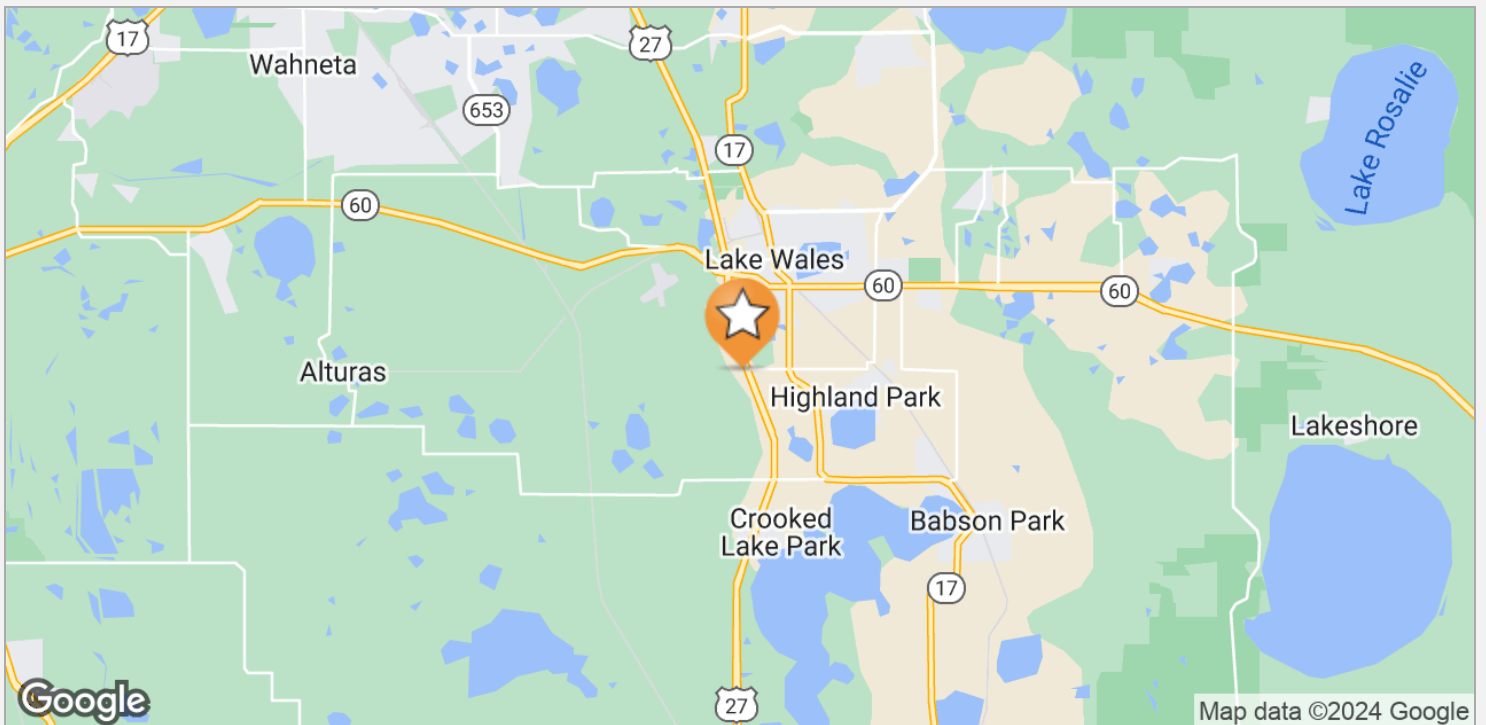 17
27
Wahneta
653
Lake Rosalie
17
60
Lake Wales
60
60
Alturas
Highland Park
Lakeshore
Crooked
Lake Park
Babson Park
17
27
Google
Map data ©2024 Google